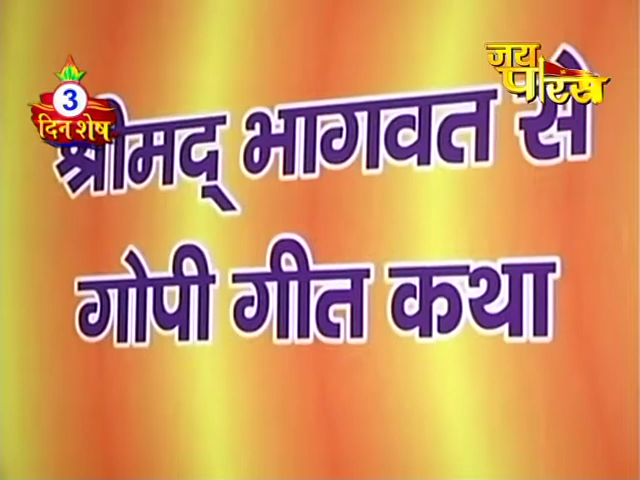 3
दिन शेष
जय
पारस
श्रीमद् भागवत से
गोपी गीत कथा